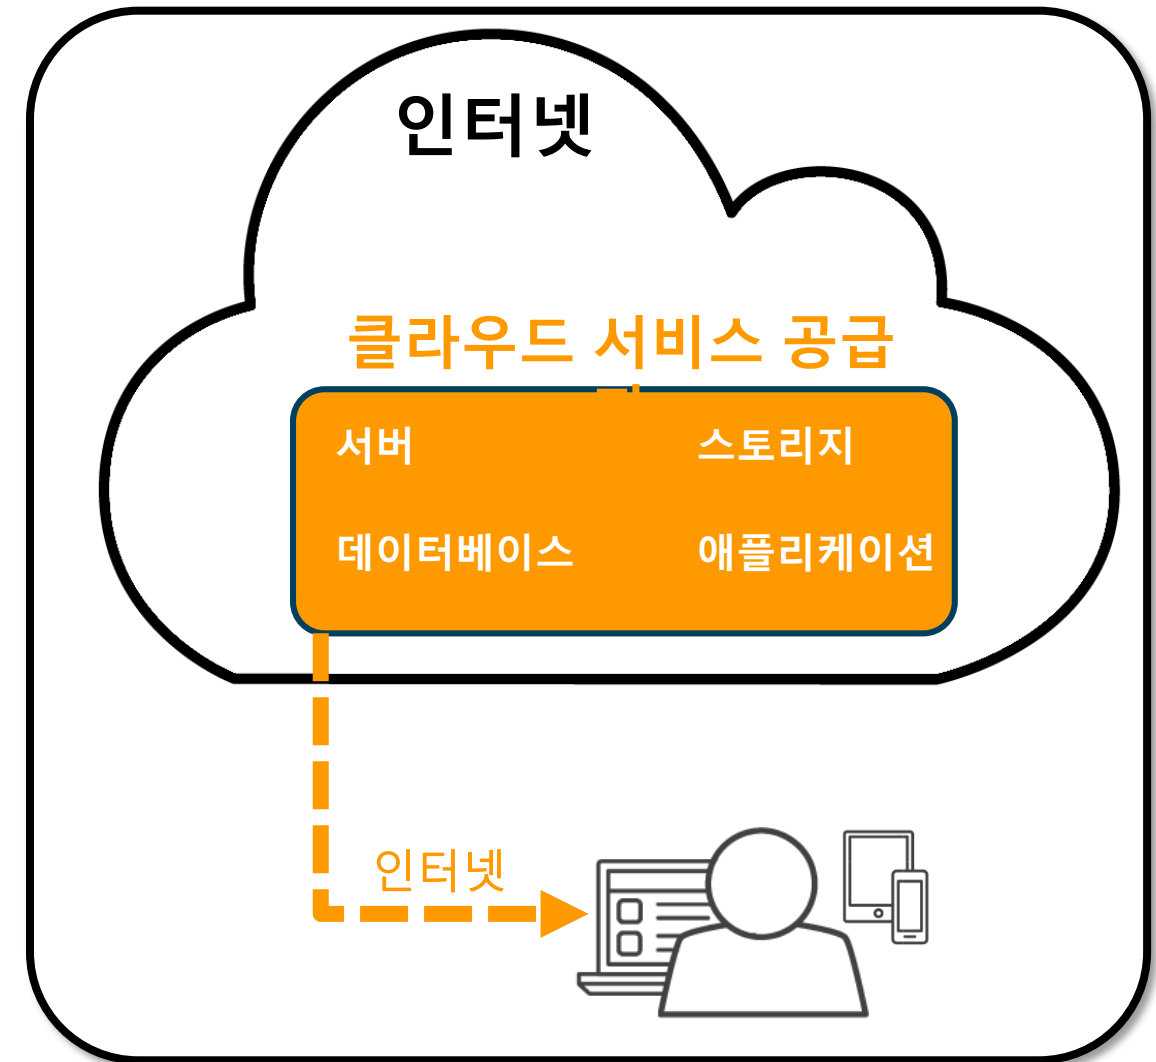 인터넷
클라우드 서비스 공급
서버 스토리지
데이터베이스 애플리케이션
인터넷